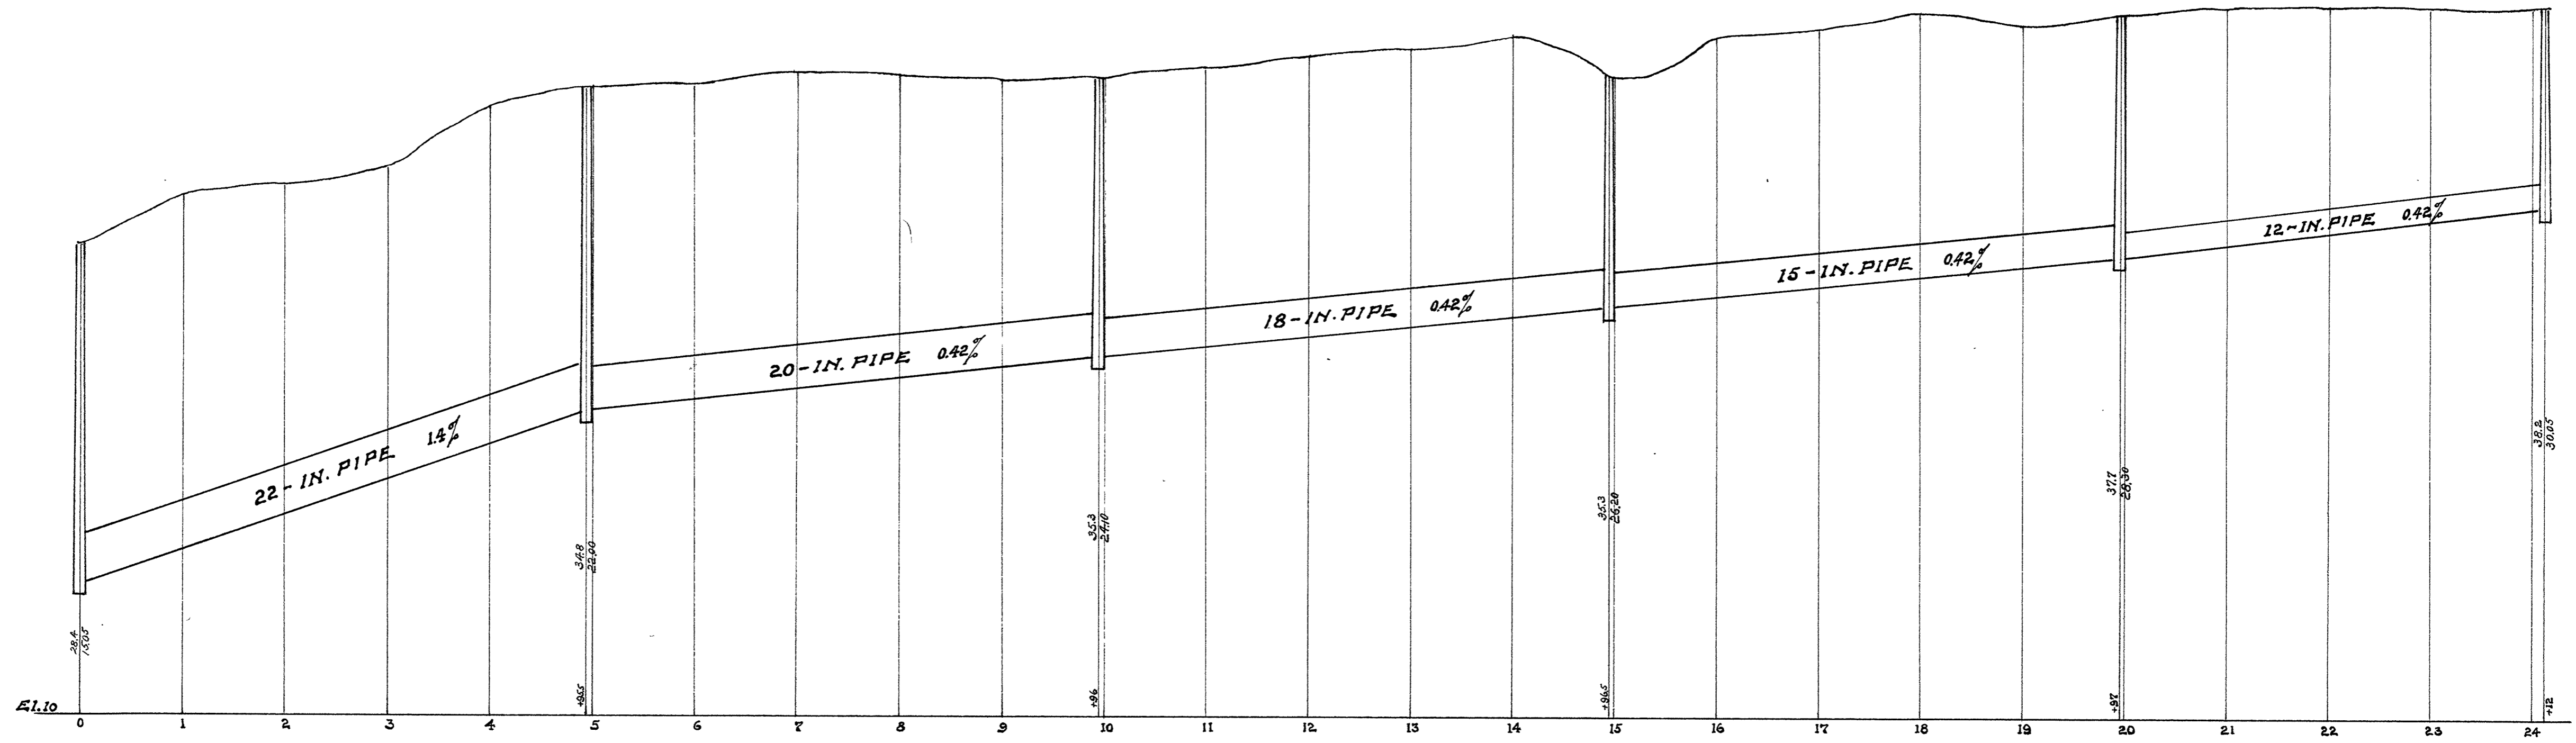 22-IN. PIPE 1.4%
20-IN. PIPE 0.42%
18-IN. PIPE 0.42%
15-IN. PIPE 0.42%
12-IN. PIPE 0.42%
28.4
15.05
34.8
22.00
35.3
24.10
35.3
26.20
37.7
28.30
38.2
30.05
+95.5
+96
+96.5
+97
+12
El.10
0 1 2 3 4 5 6 7 8 9 10 11 12 13 14 15 16 17 18 19 20 21 22 23 24